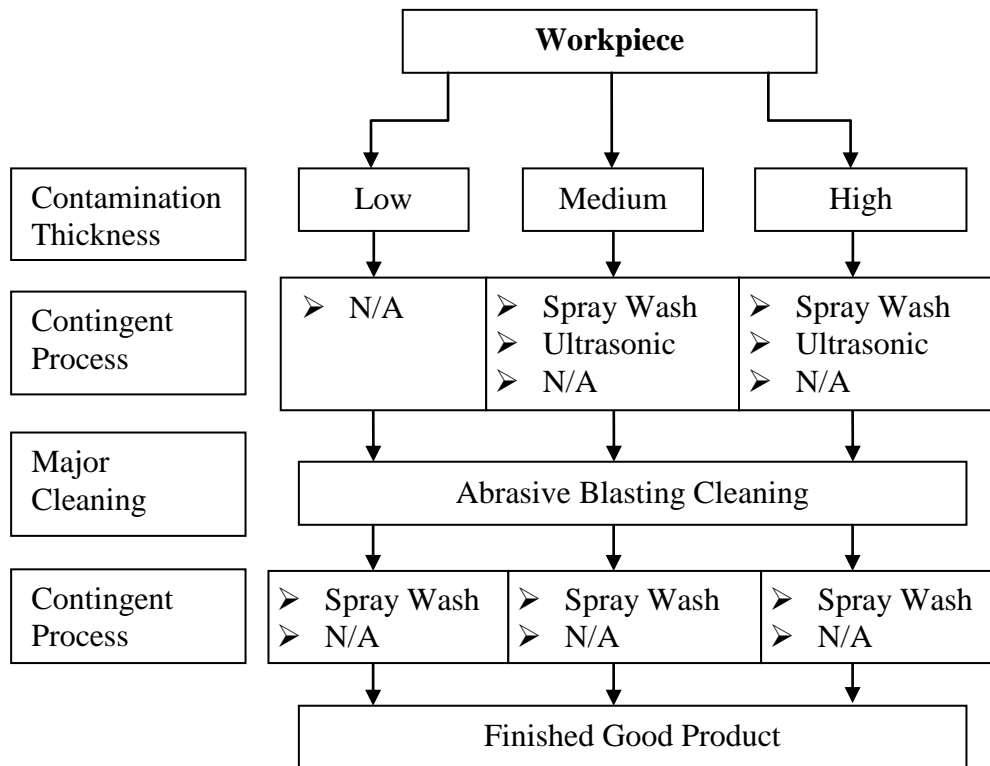 Workpiece
Contamination
Thickness
Low
Medium
High
Contingent
Process
➢ N/A
➢ Spray Wash
➢ Ultrasonic
➢ N/A
➢ Spray Wash
➢ Ultrasonic
➢ N/A
Major
Cleaning
Abrasive Blasting Cleaning
Contingent
Process
➢ Spray Wash
➢ N/A
➢ Spray Wash
➢ N/A
➢ Spray Wash
➢ N/A
Finished Good Product